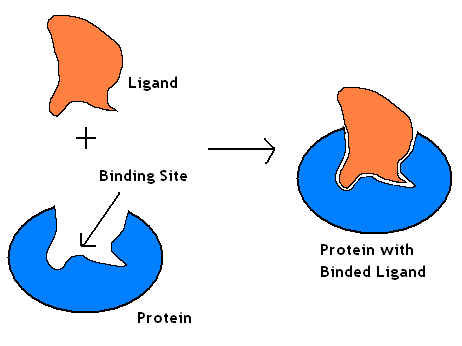 Ligand
+
Binding Site
Protein
Protein with
Binded Ligand